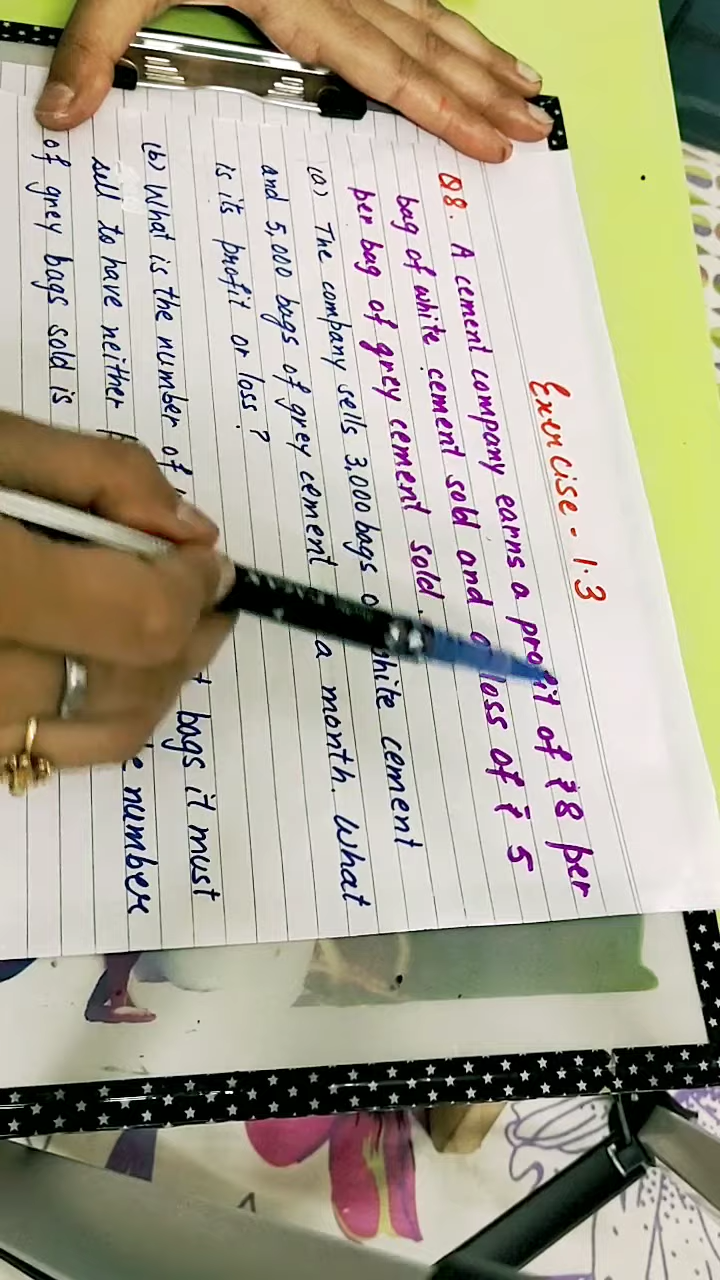 Exercise - 1.3
Q8. A cement company earns a profit of ₹8 per
bag of white cement sold and a loss of ₹ 5
per bag of grey cement sold.
(a) The company sells 3,000 bags of white cement
and 5,000 bags of grey cement a month. What
is its profit or loss?
(b) What is the number of bags it must
sell to have neither number
of grey bags sold is